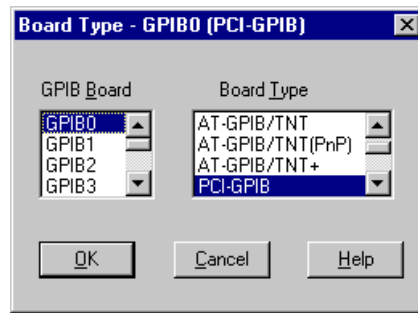 Board Type - GPIB0 (PCI-GPIB)
GPIB Board
Board Type
GPIB0
GPIB1
GPIB2
GPIB3
AT-GPIB/TNT
AT-GPIB/TNT(PnP)
AT-GPIB/TNT+
PCI-GPIB
OK
Cancel
Help